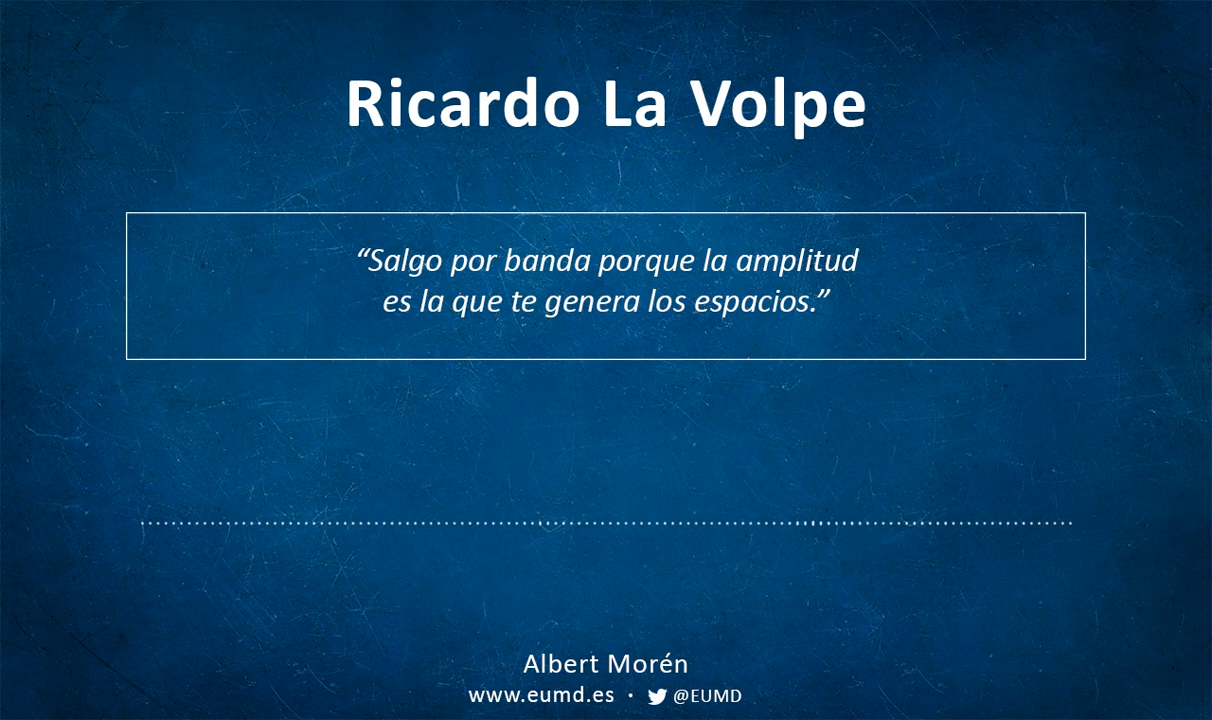 Ricardo La Volpe
“Salgo por banda porque la amplitud
es la que te genera los espacios.”
Albert Morén
www.eumd.es · @EUMD